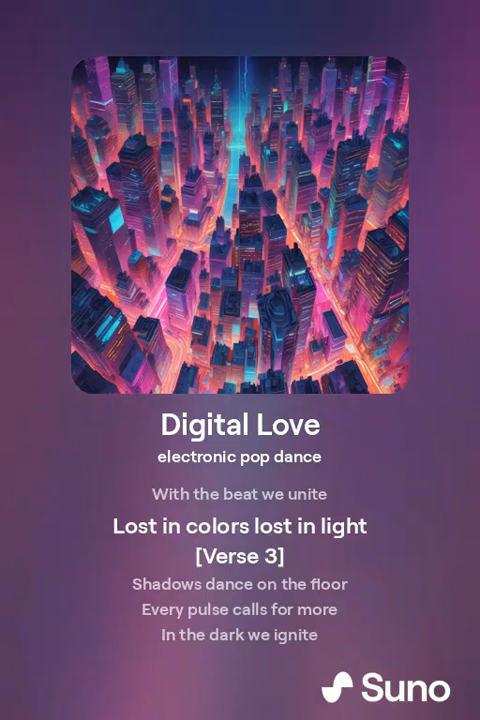 Digital Love
electronic pop dance
With the beat we unite
Lost in colors lost in light
[Verse 3]
Shadows dance on the floor
Every pulse calls for more
In the dark we ignite
Suno